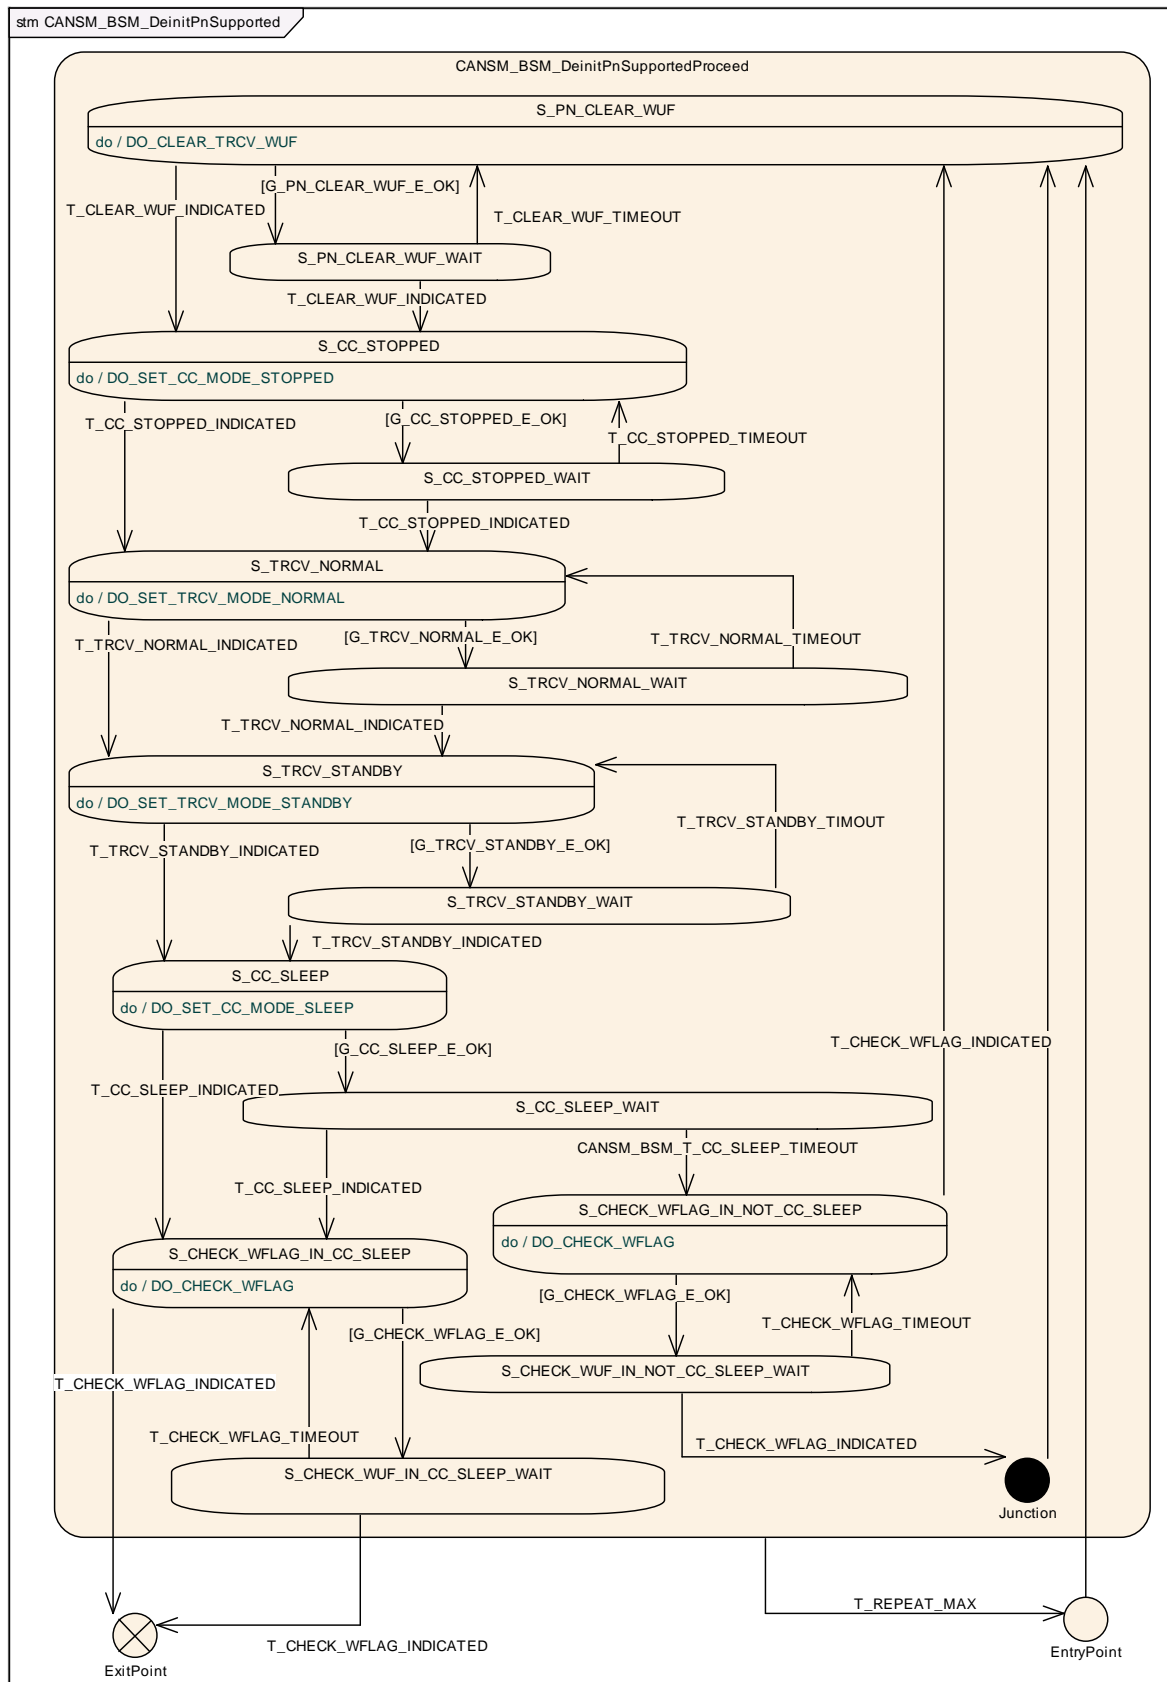 stm CANSM_BSM_DeinitPnSupported
CANSM_BSM_DeinitPnSupportedProceed
S_PN_CLEAR_WUF
do / DO_CLEAR_TRCV_WUF
[G_PN_CLEAR_WUF_E_OK]
T_CLEAR_WUF_INDICATED
T_CLEAR_WUF_TIMEOUT
S_PN_CLEAR_WUF_WAIT
T_CLEAR_WUF_INDICATED
S_CC_STOPPED
do / DO_SET_CC_MODE_STOPPED
T_CC_STOPPED_INDICATED
[G_CC_STOPPED_E_OK]
T_CC_STOPPED_TIMEOUT
S_CC_STOPPED_WAIT
T_CC_STOPPED_INDICATED
S_TRCV_NORMAL
do / DO_SET_TRCV_MODE_NORMAL
T_TRCV_NORMAL_INDICATED
[G_TRCV_NORMAL_E_OK]
T_TRCV_NORMAL_TIMEOUT
S_TRCV_NORMAL_WAIT
T_TRCV_NORMAL_INDICATED
S_TRCV_STANDBY
do / DO_SET_TRCV_MODE_STANDBY
T_TRCV_STANDBY_TIMOUT
T_TRCV_STANDBY_INDICATED
[G_TRCV_STANDBY_E_OK]
S_TRCV_STANDBY_WAIT
T_TRCV_STANDBY_INDICATED
S_CC_SLEEP
do / DO_SET_CC_MODE_SLEEP
[G_CC_SLEEP_E_OK]
T_CHECK_WFLAG_INDICATED
T_CC_SLEEP_INDICATED
S_CC_SLEEP_WAIT
CANSM_BSM_T_CC_SLEEP_TIMEOUT
T_CC_SLEEP_INDICATED
S_CHECK_WFLAG_IN_NOT_CC_SLEEP
do / DO_CHECK_WFLAG
S_CHECK_WFLAG_IN_CC_SLEEP
do / DO_CHECK_WFLAG
[G_CHECK_WFLAG_E_OK]
T_CHECK_WFLAG_TIMEOUT
[G_CHECK_WFLAG_E_OK]
S_CHECK_WUF_IN_NOT_CC_SLEEP_WAIT
T_CHECK_WFLAG_INDICATED
T_CHECK_WFLAG_TIMEOUT
T_CHECK_WFLAG_INDICATED
S_CHECK_WUF_IN_CC_SLEEP_WAIT
Junction
T_REPEAT_MAX
T_CHECK_WFLAG_INDICATED
EntryPoint
ExitPoint